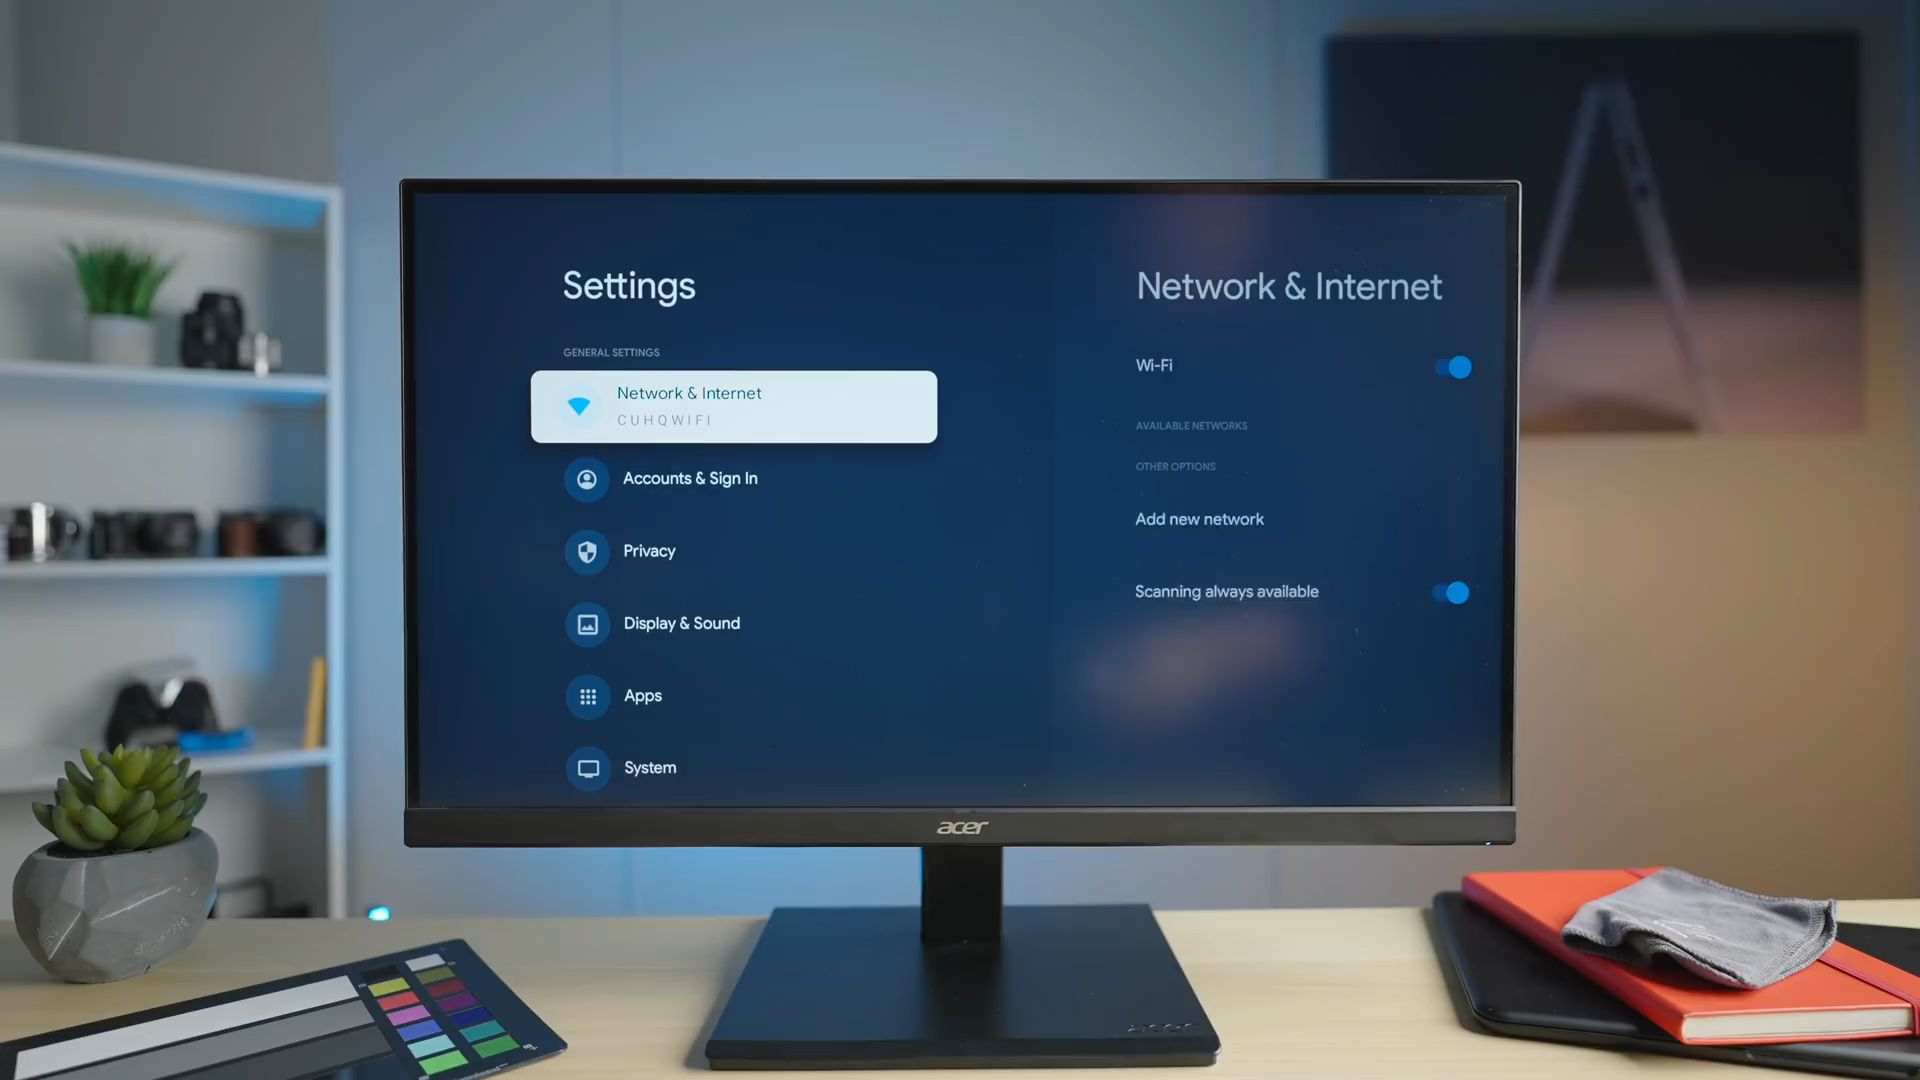 Settings
GENERAL SETTINGS
Network & Internet
CUHQWIFI
Accounts & Sign In
Privacy
Display & Sound
Apps
System
Network & Internet
Wi-Fi
AVAILABLE NETWORKS
OTHER OPTIONS
Add new network
Scanning always available
acer
acer